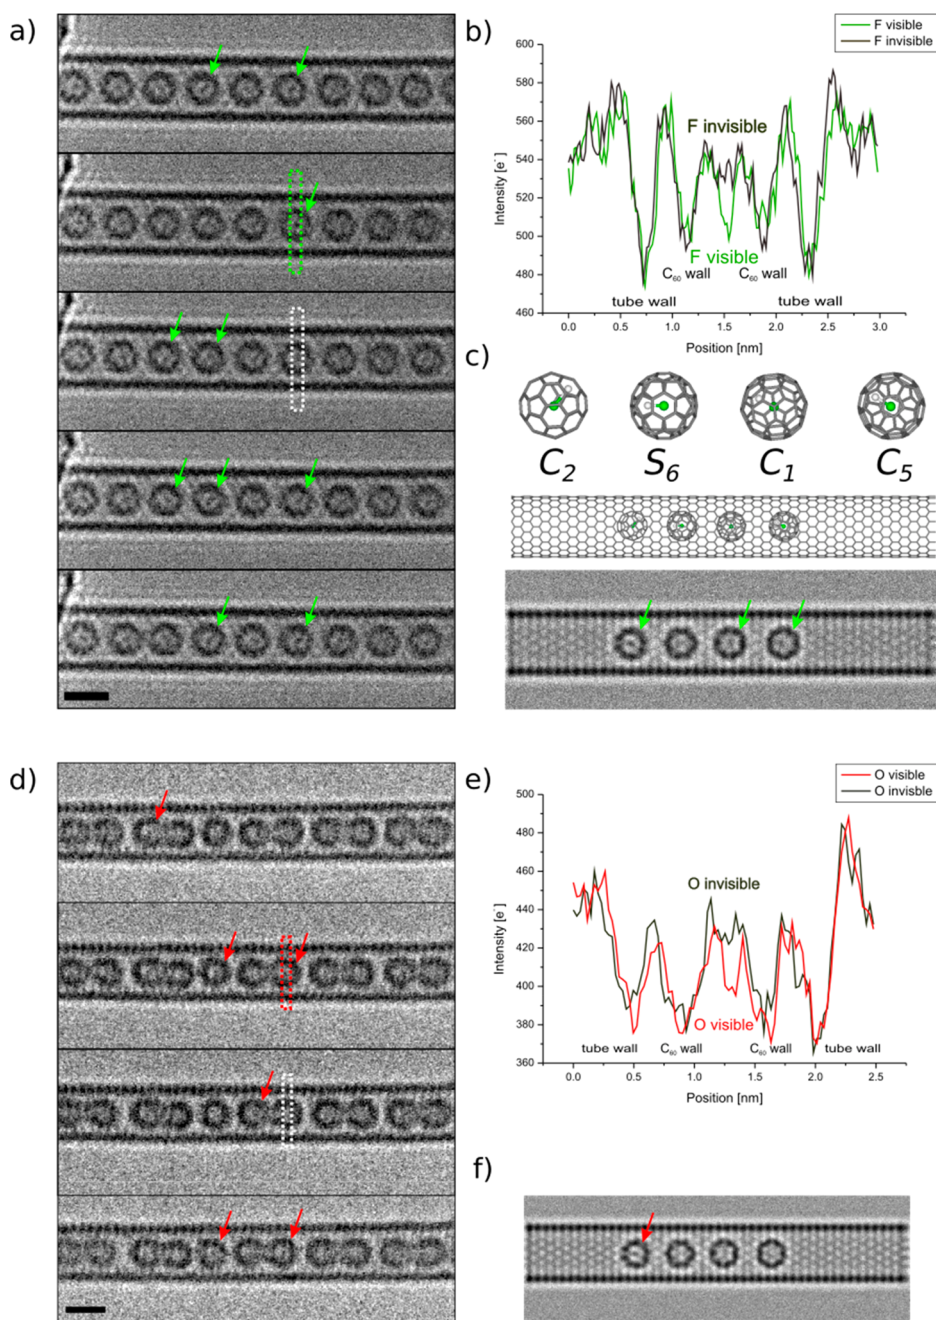 a)
b)
F visible
F invisible
600
580
560
540
520
500
480
460
Intensity [e⁻]
F invisible
F visible
C₆₀ wall
C₆₀ wall
tube wall
tube wall
0.0 0.5 1.0 1.5 2.0 2.5 3.0
Position [nm]
c)
C₂ S₆ C₁ C₅
d)
e)
O visible
O invisble
500
480
460
440
420
400
380
360
Intensity [e⁻]
O invisible
O visible
tube wall C₆₀ wall C₆₀ wall tube wall
0.0 0.5 1.0 1.5 2.0 2.5
Position [nm]
f)